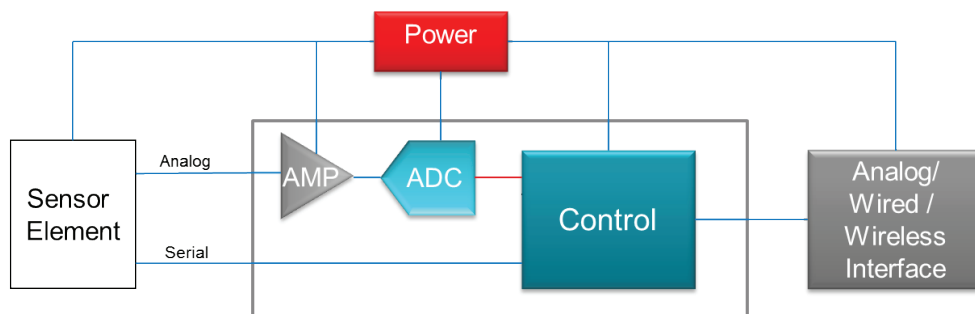 Power
Analog
AMP
ADC
Sensor
Element
Control
Analog/
Wired /
Wireless
Interface
Serial